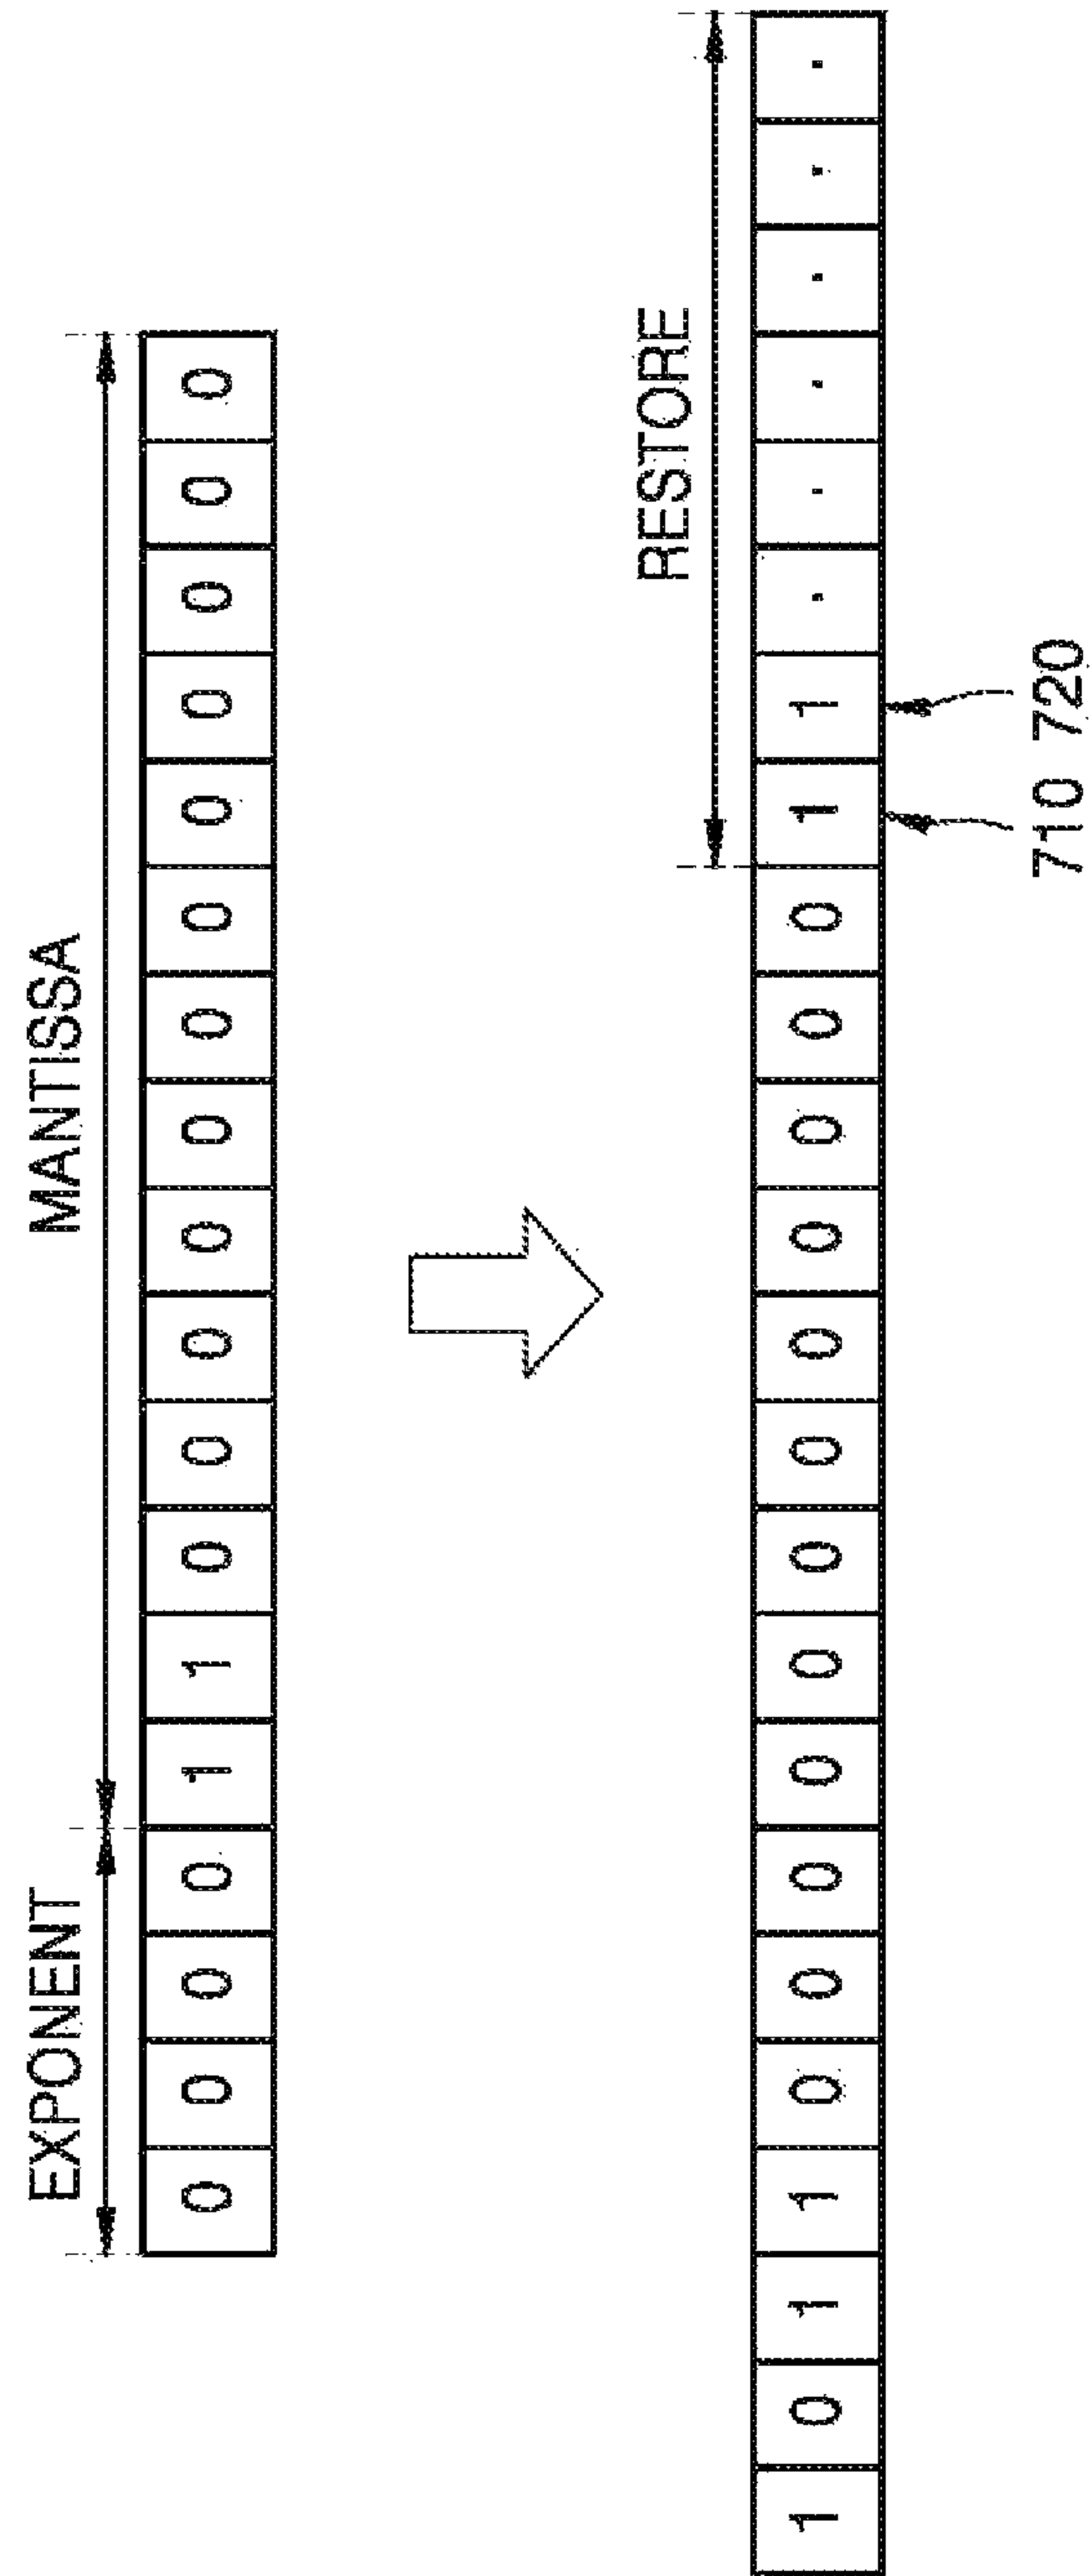 EXPONENT MANTISSA
0 0 0 0 1 1 0 0 0 0 0 0 0 0 0 0 0 0
RESTORE
1 0 1 1 0 0 0 0 0 0 0 0 0 0 0 0 1 1 · · · · · ·
710 720